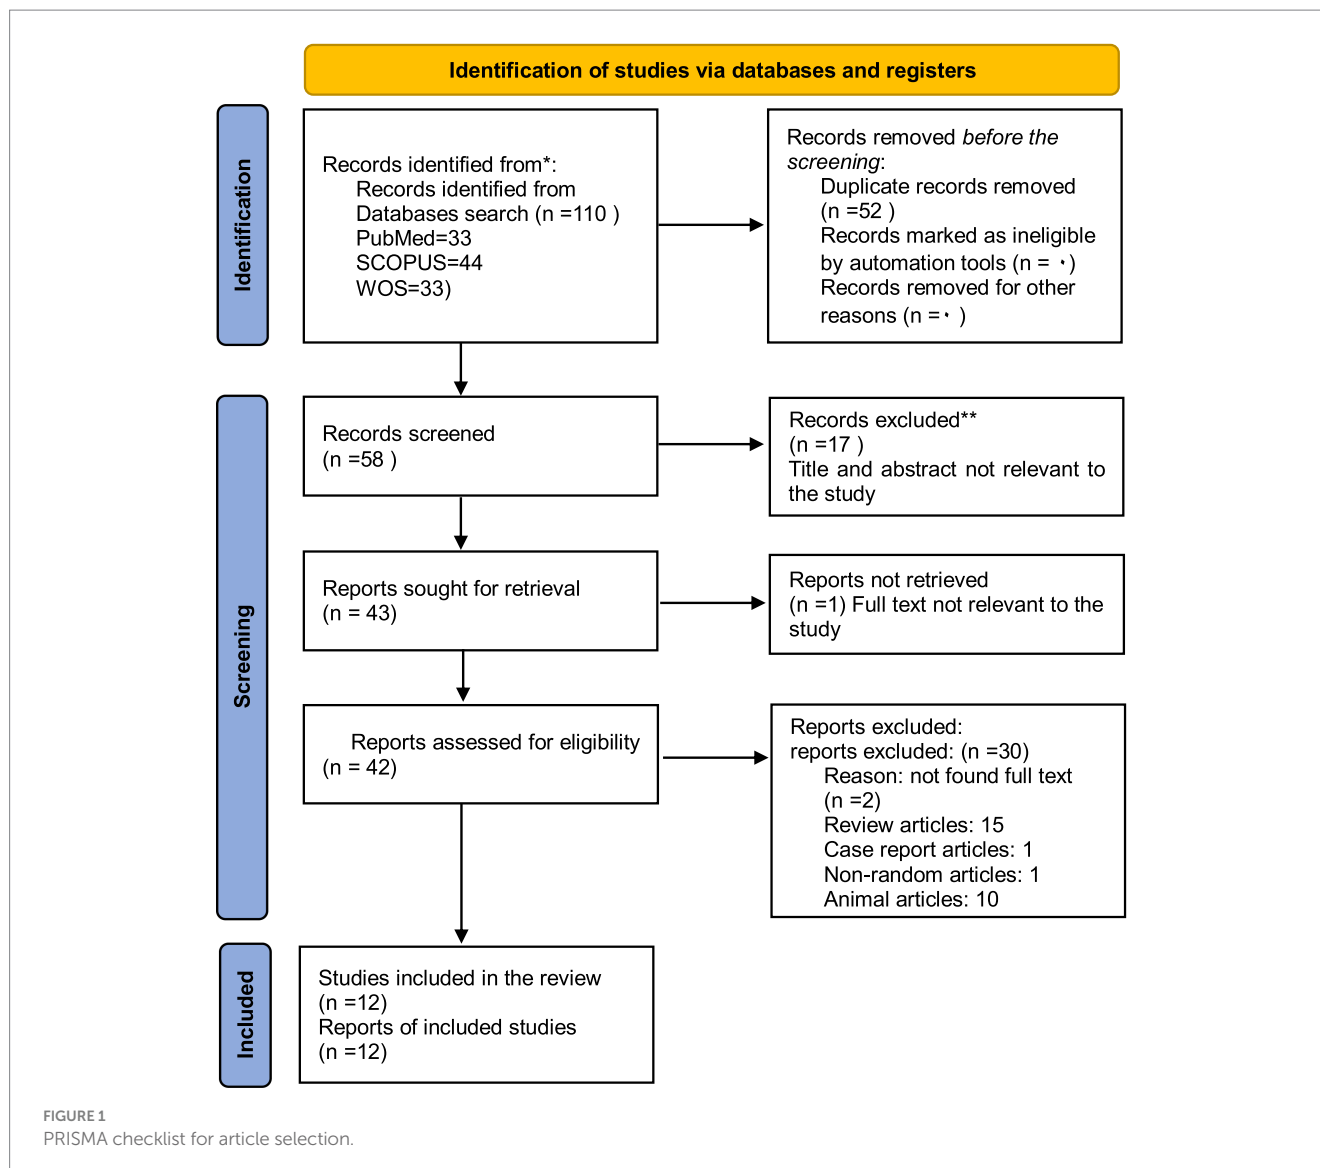 Identification of studies via databases and registers
Identification
Records identified from*:
Records identified from
Databases search (n =110 )
PubMed=33
SCOPUS=44
WOS=33)
Records removed before the
screening:
Duplicate records removed
(n =52 )
Records marked as ineligible
by automation tools (n = ٠)
Records removed for other
reasons (n =٠ )
Screening
Records screened
(n =58 )
Records excluded**
(n =17 )
Title and abstract not relevant to
the study
Reports sought for retrieval
(n = 43)
Reports not retrieved
(n =1) Full text not relevant to the
study
Reports assessed for eligibility
(n = 42)
Reports excluded:
reports excluded: (n =30)
Reason: not found full text
(n =2)
Review articles: 15
Case report articles: 1
Non-random articles: 1
Animal articles: 10
Included
Studies included in the review
(n =12)
Reports of included studies
(n =12)
FIGURE 1
PRISMA checklist for article selection.